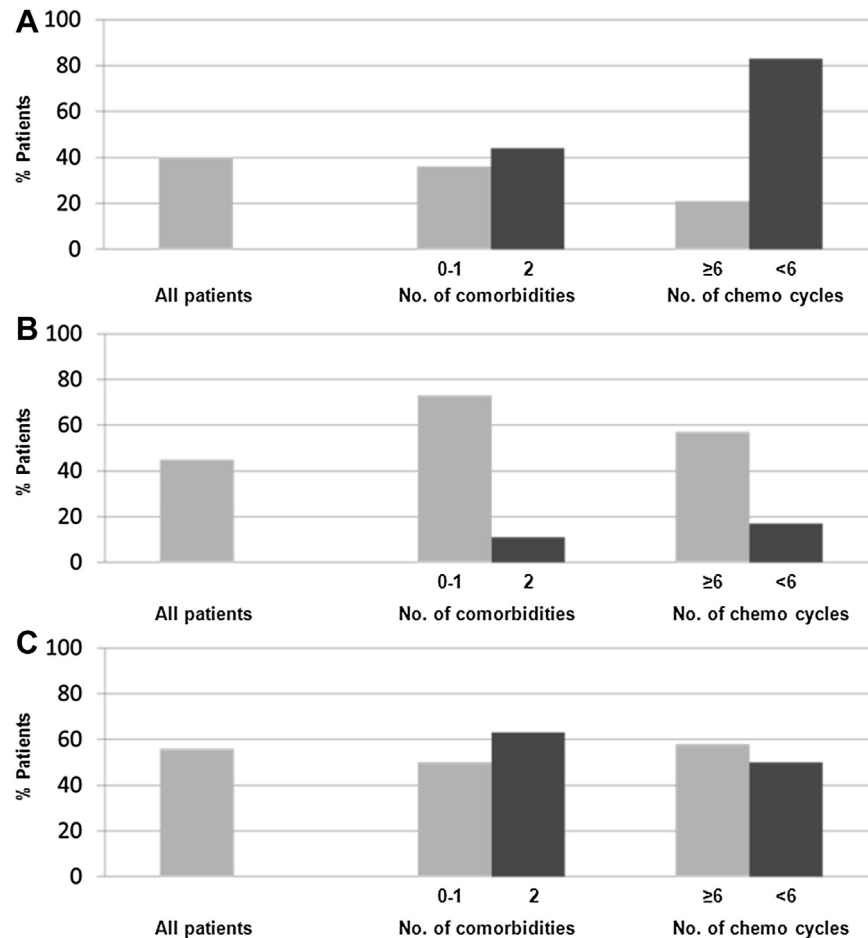 A
100
80
60
40
20
0
% Patients
0-1 2 ≥6 <6
All patients No. of comorbidities No. of chemo cycles
B
100
80
60
40
20
0
% Patients
0-1 2 ≥6 <6
All patients No. of comorbidities No. of chemo cycles
C
100
80
60
40
20
0
% Patients
0-1 2 ≥6 <6
All patients No. of comorbidities No. of chemo cycles